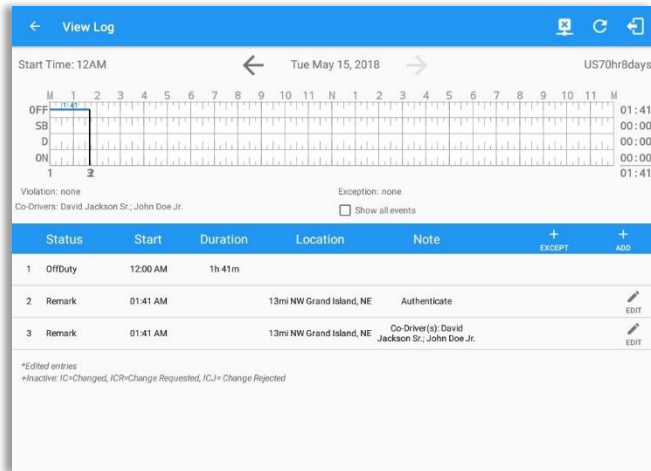 View Log
Start Time: 12AM Tue May 15, 2018 US70hr8days
M 1 2 3 4 5 6 7 8 9 10 11 N 1 2 3 4 5 6 7 8 9 10 11 M
OFF 1:41 01:41
SB 00:00
D 00:00
ON 00:00
1 2 01:41
Violation: none Exception: none
Co-Drivers: David Jackson Sr.; John Doe Jr. Show all events
Status Start Duration Location Note + EXCEPT + ADD
1 OffDuty 12:00 AM 1h 41m
2 Remark 01:41 AM 13mi NW Grand Island, NE Authenticate EDIT
3 Remark 01:41 AM 13mi NW Grand Island, NE Co-Driver(s): David
Jackson Sr.; John Doe Jr. EDIT
*Edited entries
+Inactive: IC=Changed, ICR=Change Requested, ICJ= Change Rejected